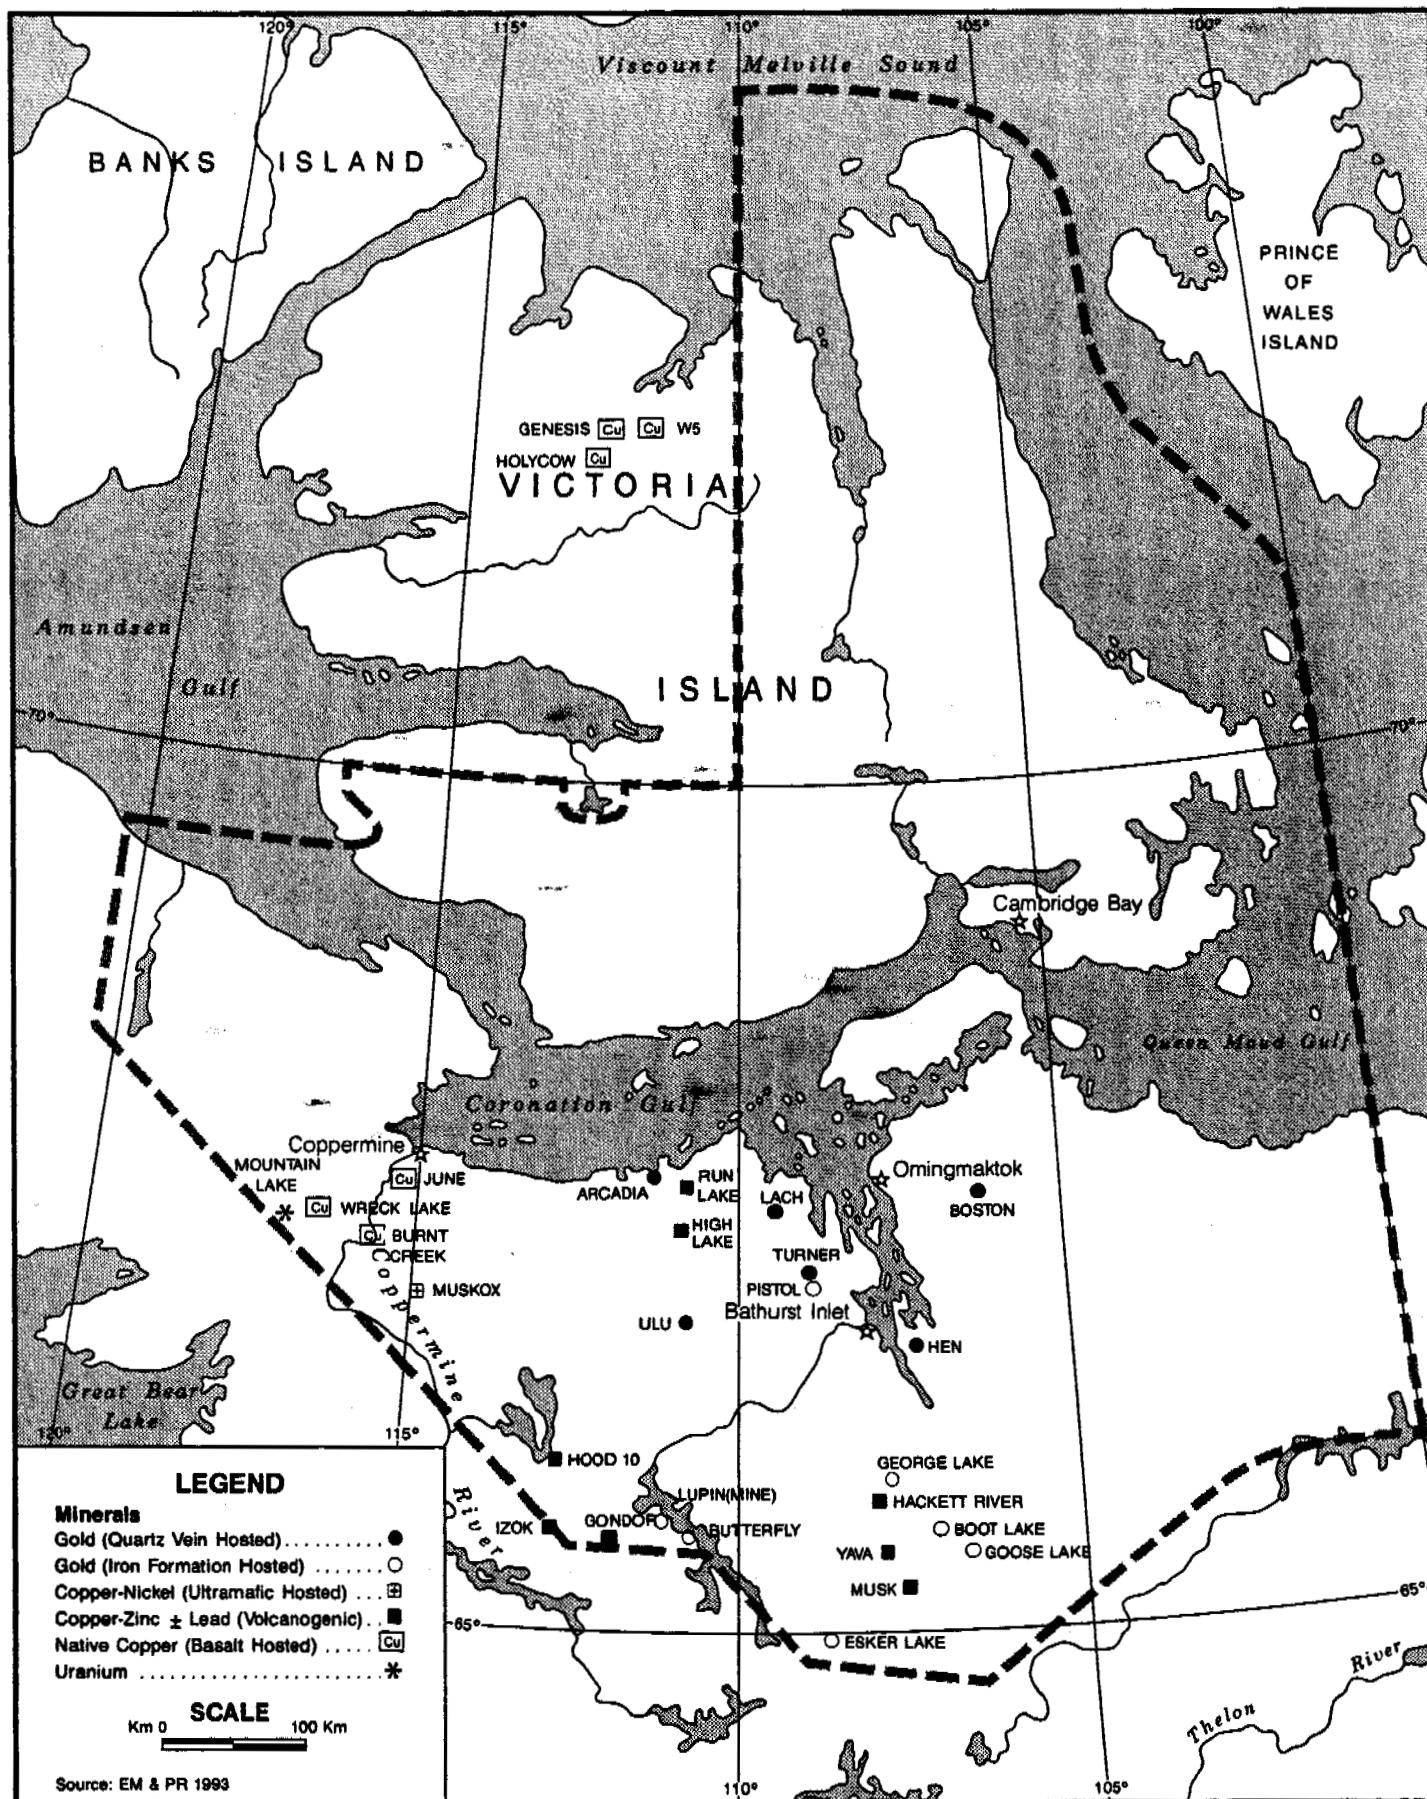 120° 115° 110° 105° 100°
Viscount Melville Sound
BANKS ISLAND
PRINCE
OF
WALES
ISLAND
GENESIS Cu Cu W5
HOLYCOW Cu
VICTORIA
Amundsen
Gulf
ISLAND
70° 70°
Cambridge Bay
Queen Maud Gulf
Coronation Gulf
Coppermine
MOUNTAIN
LAKE
Cu JUNE
Cu WRECK LAKE
Cu BURNT
CREEK
MUSKOX
Coppermine
River
ARCADIA
RUN
LAKE
LACH
Omingmaktok
BOSTON
HIGH
LAKE
TURNER
PISTOL
Bathurst Inlet
ULU
HEN
Great Bear
Lake
120° 115°
HOOD 10
GEORGE LAKE
LUPIN(MINE)
HACKETT RIVER
IZOK
GONDOR
BUTTERFLY
BOOT LAKE
GOOSE LAKE
YAVA
MUSK
65° 65°
ESKER LAKE
Thelon River
110° 105°
LEGEND
Minerals
Gold (Quartz Vein Hosted)..........
Gold (Iron Formation Hosted) .......
Copper-Nickel (Ultramafic Hosted) ...
Copper-Zinc ± Lead (Volcanogenic)..
Native Copper (Basalt Hosted) ..... Cu
Uranium ..........................
SCALE
Km 0 100 Km
Source: EM & PR 1993